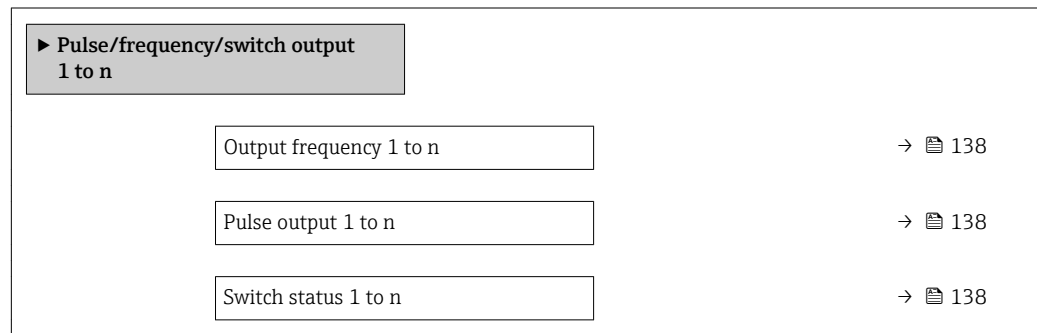 ▶ Pulse/frequency/switch output
1 to n
Output frequency 1 to n → 138
Pulse output 1 to n → 138
Switch status 1 to n → 138